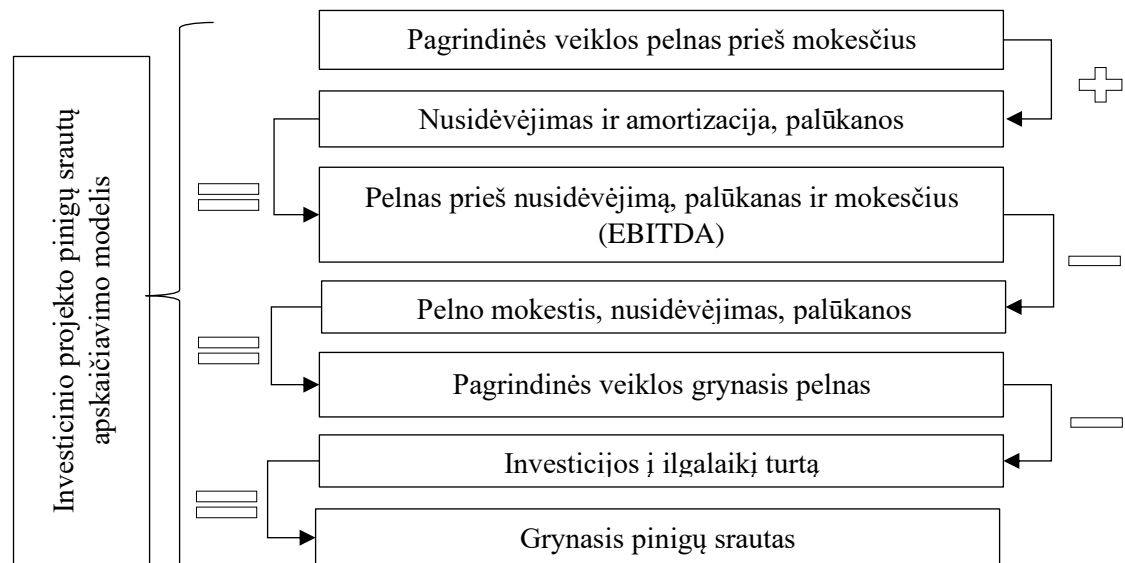 Investicinio projekto pinigų srautų
apskaičiavimo modelis
Pagrindinės veiklos pelnas prieš mokesčius
Nusidėvėjimas ir amortizacija, palūkanos
Pelnas prieš nusidėvėjimą, palūkanas ir mokesčius
(EBITDA)
Pelno mokestis, nusidėvėjimas, palūkanos
Pagrindinės veiklos grynasis pelnas
Investicijos į ilgalaikį turtą
Grynasis pinigų srautas